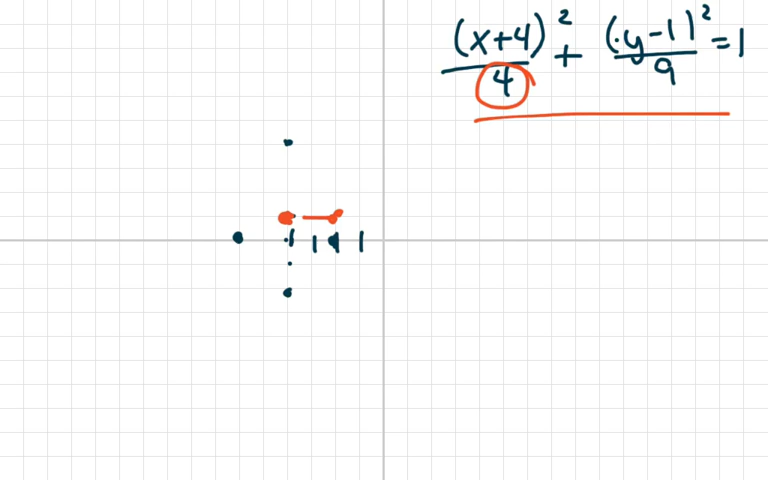 (x+4)²/4 + (y-1)²/9 = 1